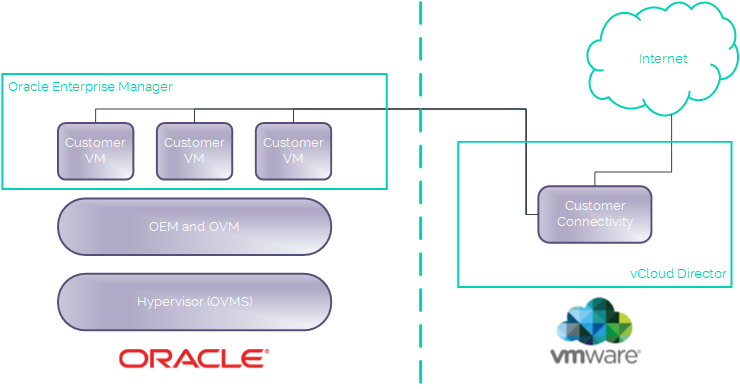 Internet
Oracle Enterprise Manager
Customer
VM
Customer
VM
Customer
VM
Customer
Connectivity
OEM and OVM
vCloud Director
Hypervisor (OVMS)
ORACLE®
vmware®